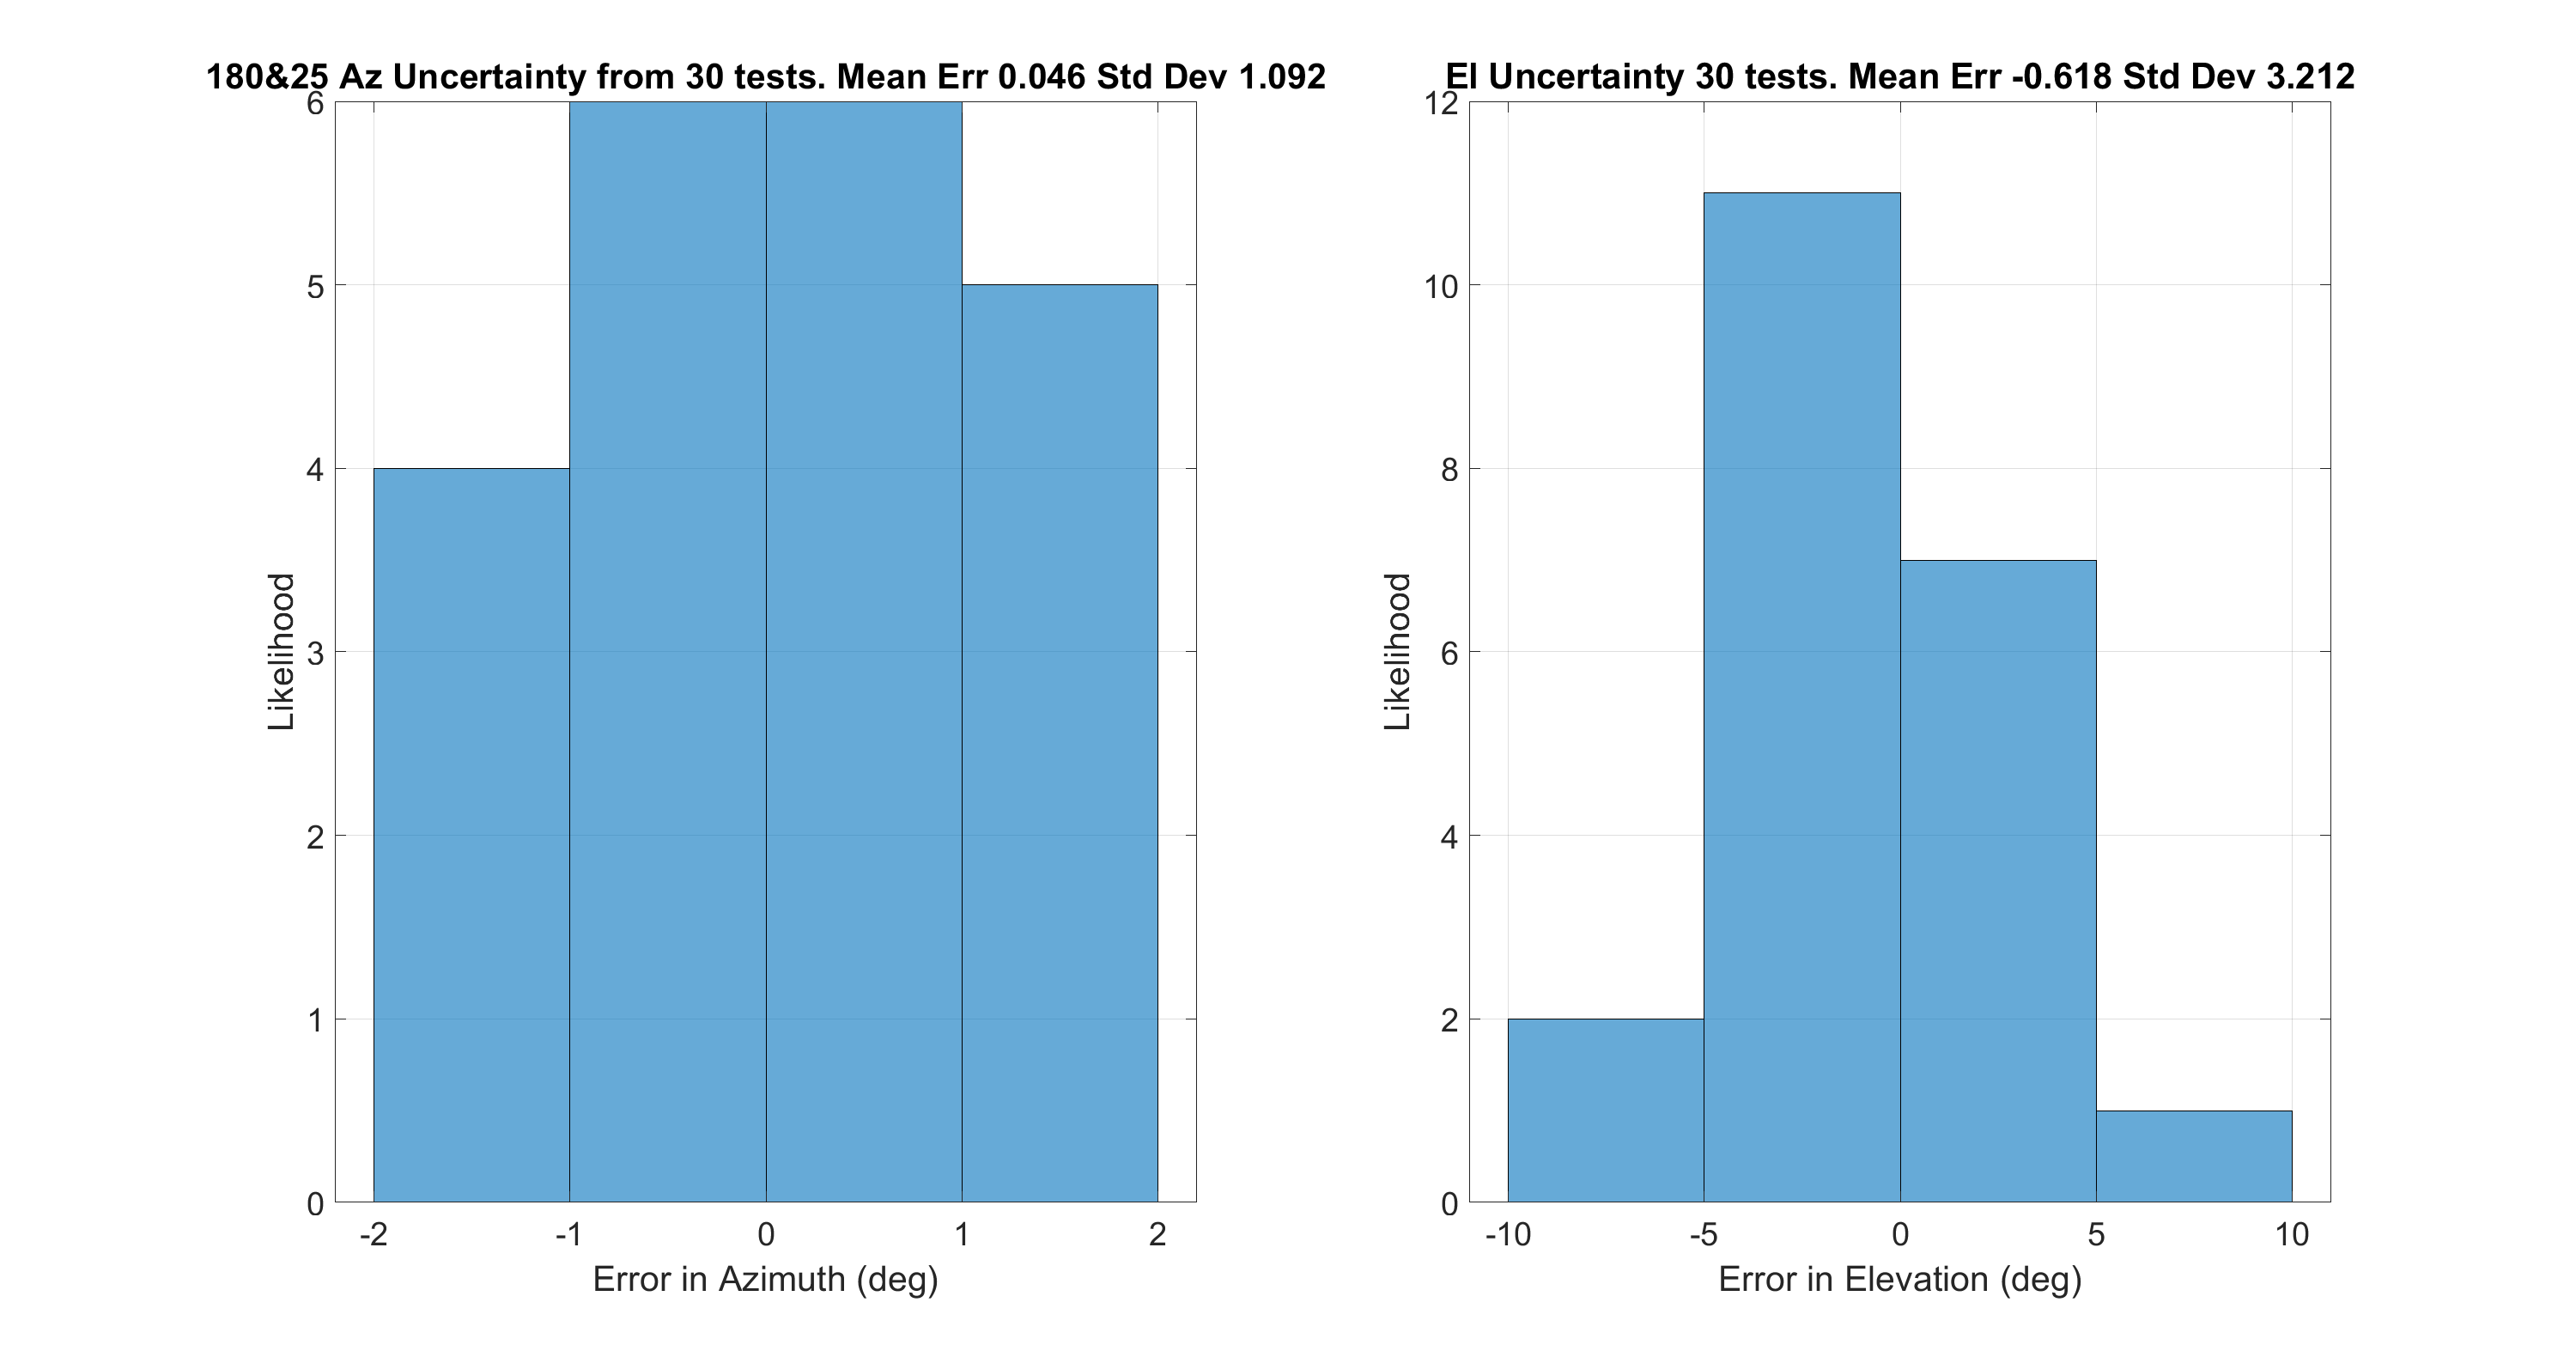 180&25 Az Uncertainty from 30 tests. Mean Err 0.046 Std Dev 1.092
6
5
4
3
2
1
0
Likelihood
-2 -1 0 1 2
Error in Azimuth (deg)
El Uncertainty 30 tests. Mean Err -0.618 Std Dev 3.212
12
10
8
6
4
2
0
Likelihood
-10 -5 0 5 10
Error in Elevation (deg)